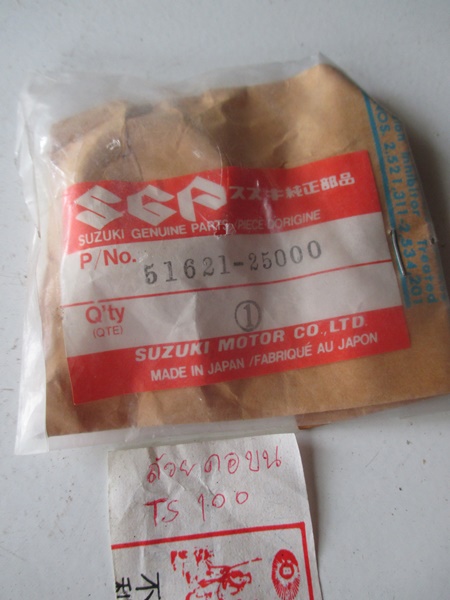 SGP スズキ純正部品
SUZUKI GENUINE PARTS/PIECE D'ORIGINE
P/No. 51621-25000
Q'ty
(QTE)
1
SUZUKI MOTOR CO.,LTD.
MADE IN JAPAN/FABRIQUÉ AU JAPON
ถ้วยคอบน
TS 100